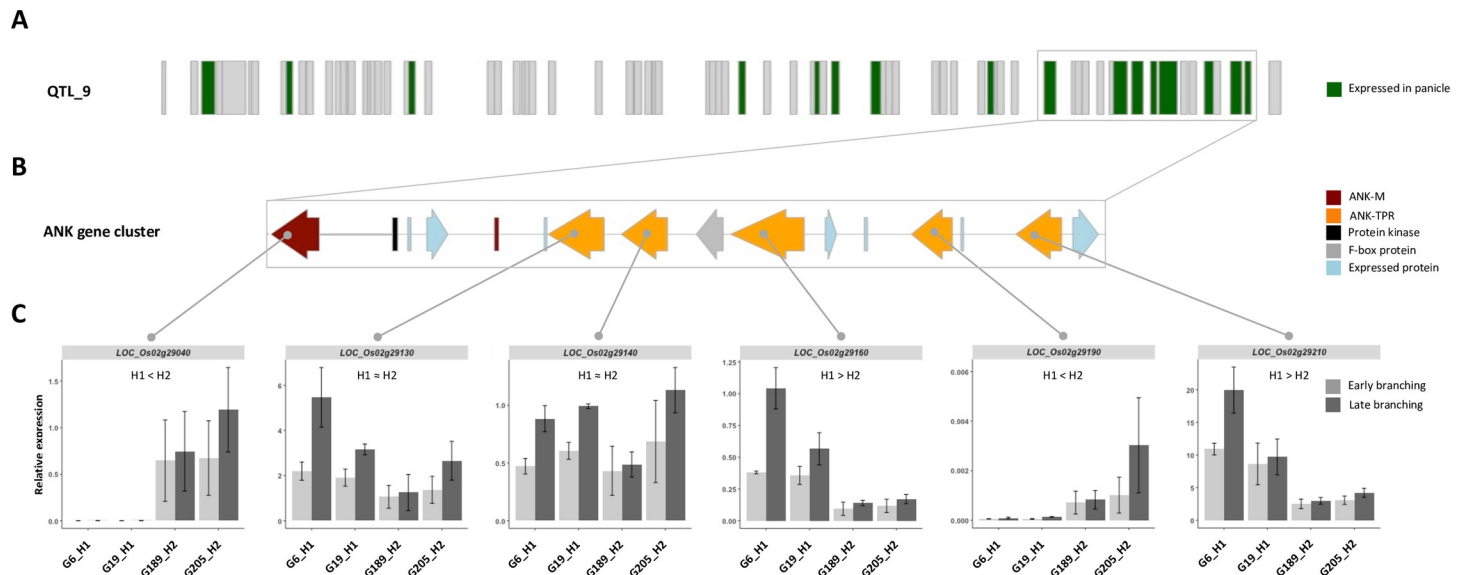 A
QTL_9
Expressed in panicle
B
ANK gene cluster
ANK-M
ANK-TPR
Protein kinase
F-box protein
Expressed protein
C
LOC_Os02g29040
LOC_Os02g29130
LOC_Os02g29140
LOC_Os02g29160
LOC_Os02g29190
LOC_Os02g29210
H1 < H2
H1 ≈ H2
H1 ≈ H2
H1 > H2
H1 < H2
H1 > H2
Early branching
Late branching
Relative expression
1.5
1.0
0.5
0.0
6
4
2
0
1.0
0.5
0.0
1.25
1.00
0.75
0.50
0.25
0.00
0.006
0.004
0.002
0.000
20
15
10
5
0
G6_H1
G19_H1
G189_H2
G205_H2
G6_H1
G19_H1
G189_H2
G205_H2
G6_H1
G19_H1
G189_H2
G205_H2
G6_H1
G19_H1
G189_H2
G205_H2
G6_H1
G19_H1
G189_H2
G205_H2
G6_H1
G19_H1
G189_H2
G205_H2